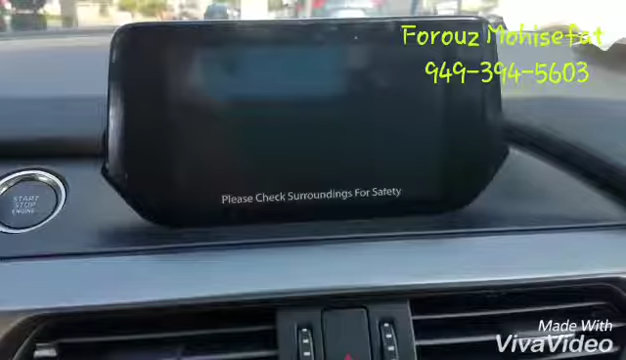 Forouz Mohisefat
949-394-5603
START
STOP
ENGINE
Please Check Surroundings For Safety
Made With
VivaVideo